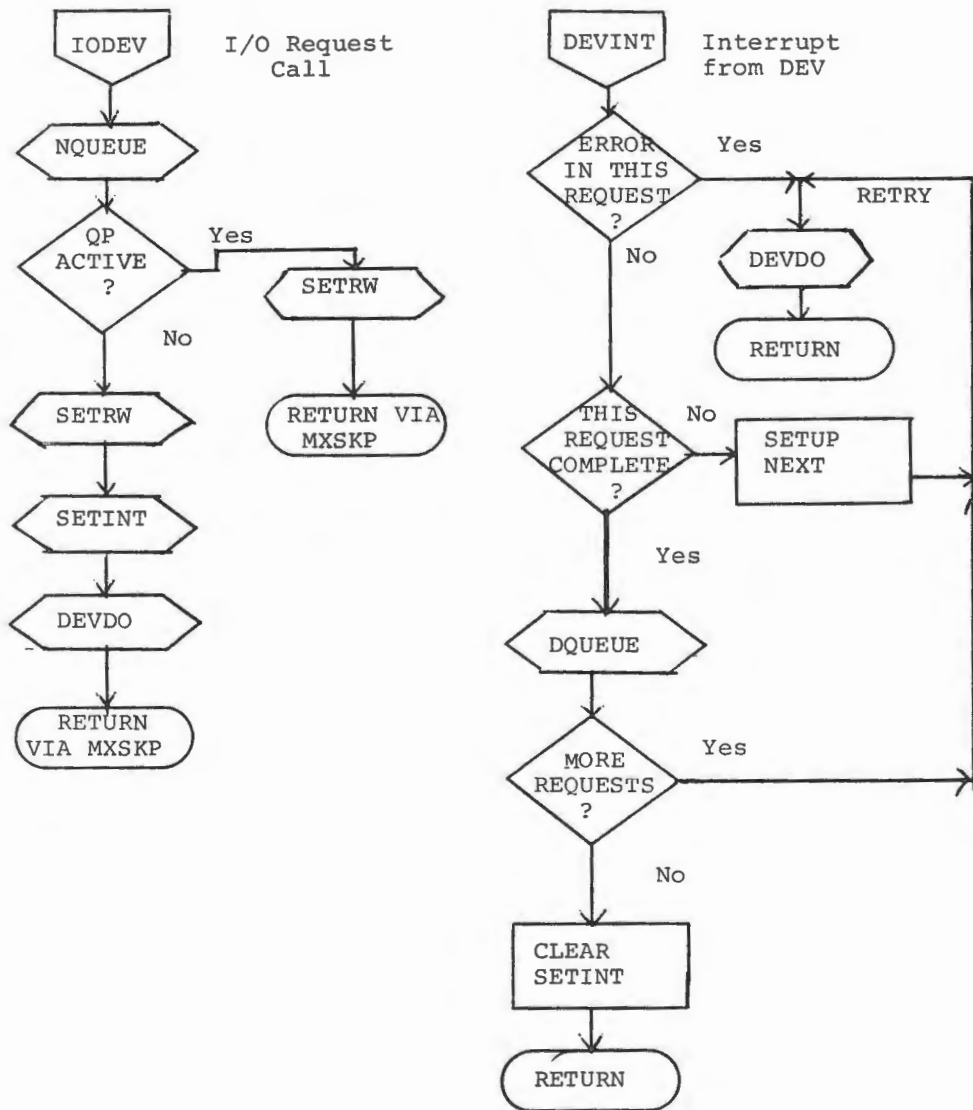 IODEV
I/O Request
Call
NQUEUE
QP
ACTIVE
?
Yes
SETRW
RETURN VIA
MXSKP
No
SETRW
SETINT
DEVDO
RETURN
VIA MXSKP
DEVINT
Interrupt
from DEV
ERROR
IN THIS
REQUEST
?
Yes
RETRY
DEVDO
RETURN
No
THIS
REQUEST
COMPLETE
?
No
SETUP
NEXT
Yes
DQUEUE
MORE
REQUESTS
?
Yes
No
CLEAR
SETINT
RETURN